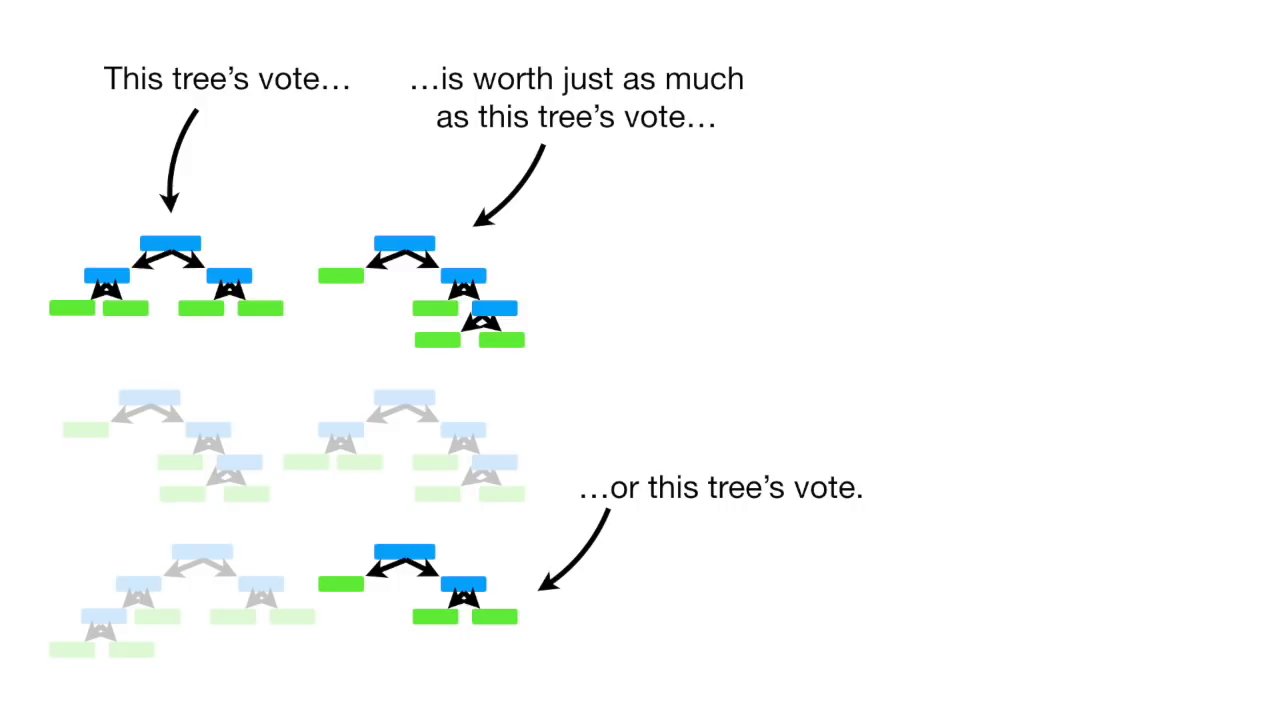 This tree’s vote…
…is worth just as much
as this tree’s vote…
…or this tree’s vote.